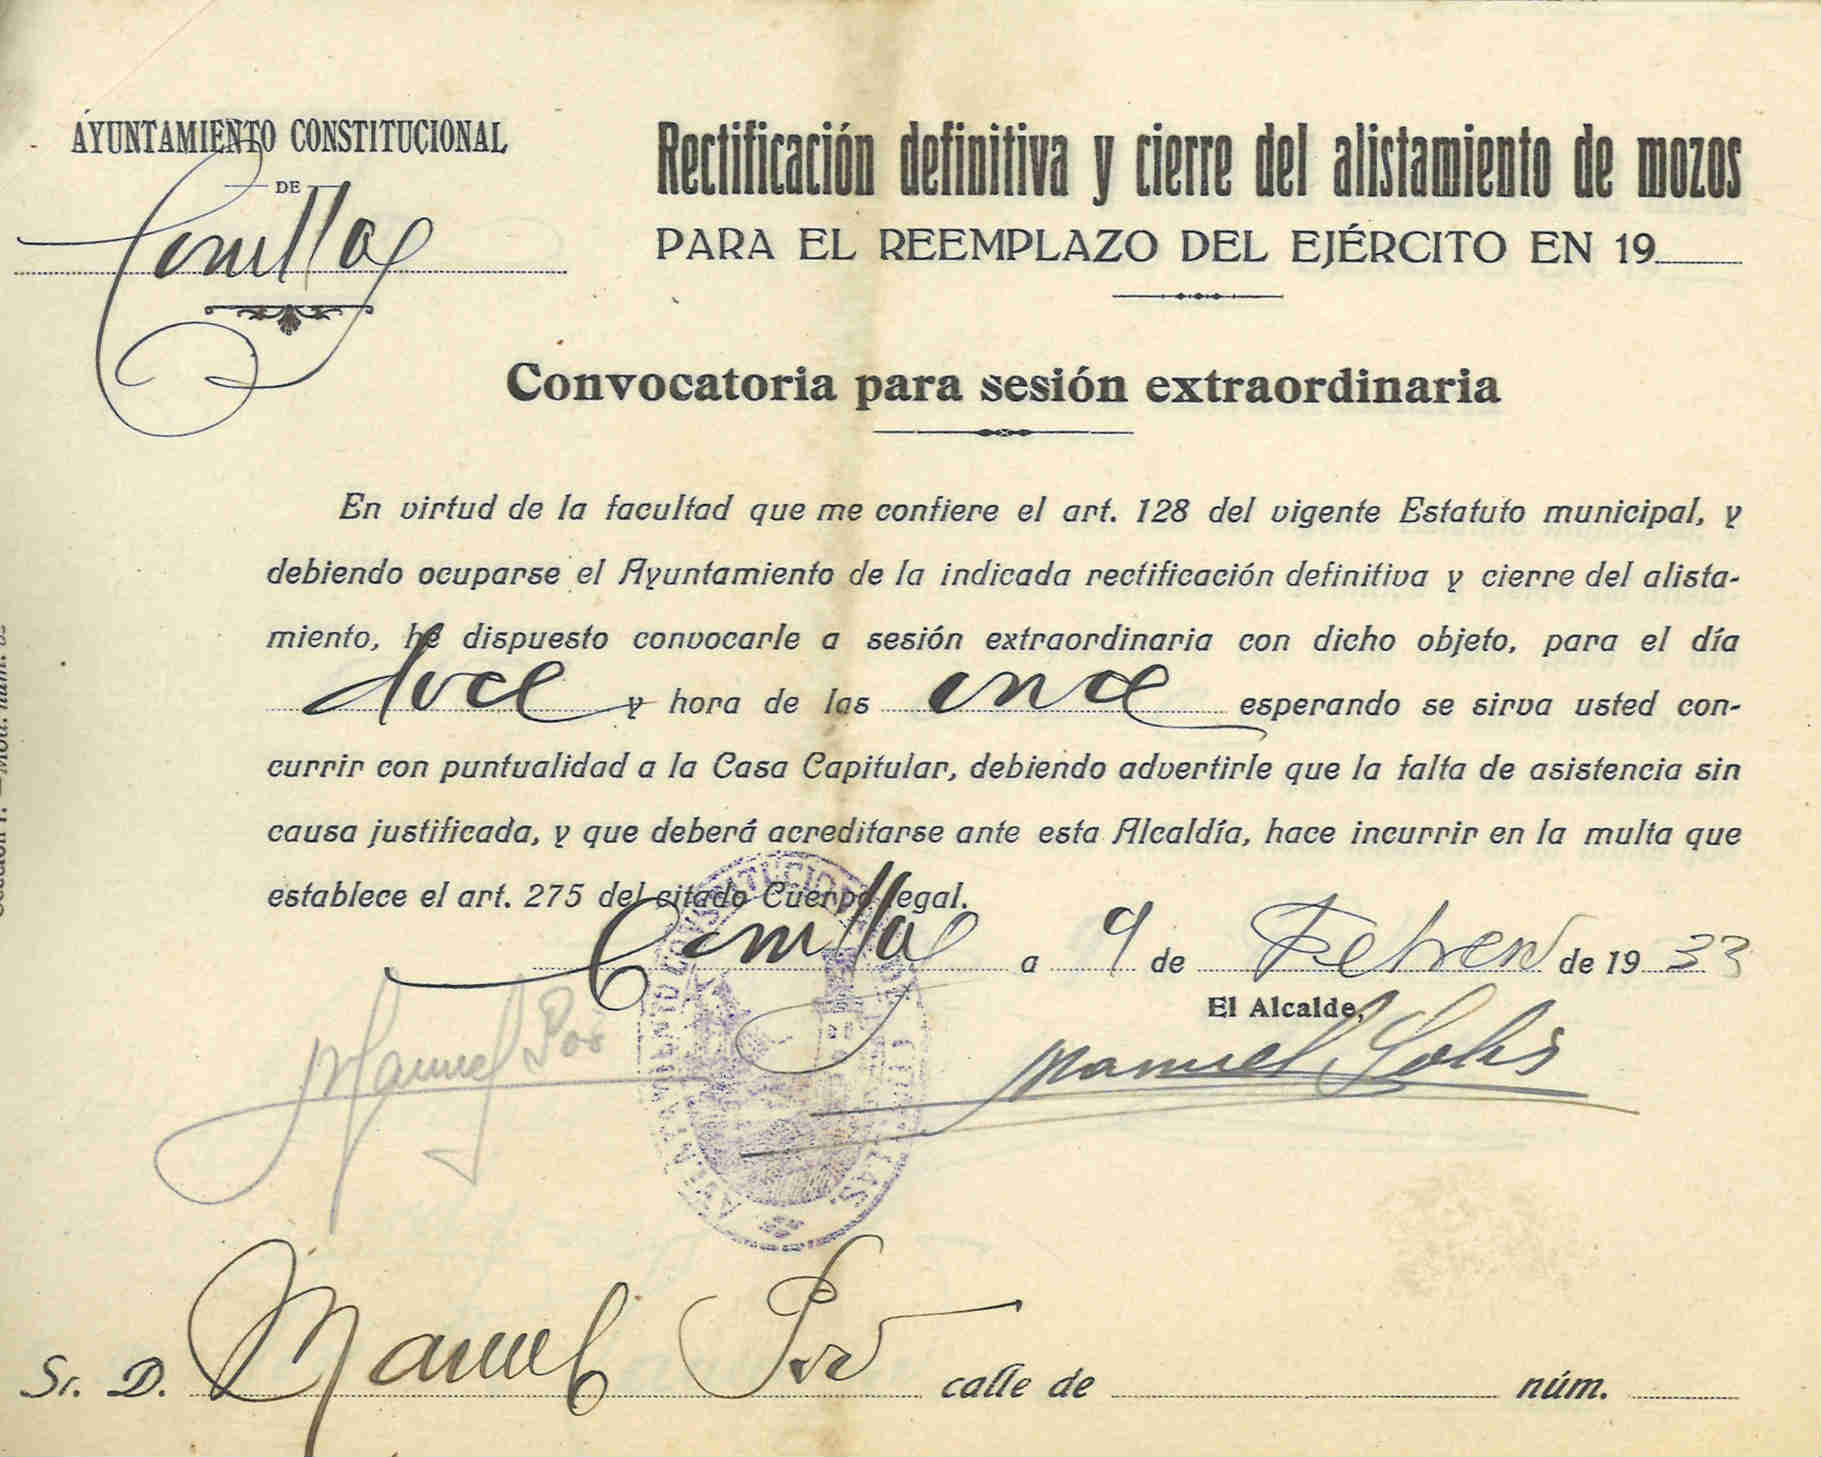 AYUNTAMIENTO CONSTITUCIONAL
DE
Comillas
Rectificación definitiva y cierre del alistamiento de mozos
PARA EL REEMPLAZO DEL EJÉRCITO EN 19
Convocatoria para sesión extraordinaria
En virtud de la facultad que me confiere el art. 128 del vigente Estatuto municipal, y
debiendo ocuparse el Ayuntamiento de la indicada rectificación definitiva y cierre del alista-
miento, he dispuesto convocarle a sesión extraordinaria con dicho objeto, para el día
doce y hora de las once esperando se sirva usted con-
currir con puntualidad a la Casa Capitular, debiendo advertirle que la falta de asistencia sin
causa justificada, y que deberá acreditarse ante esta Alcaldía, hace incurrir en la multa que
establece el art. 275 del citado Cuerpo legal.
Comillas a 9 de Febrero de 1933
El Alcalde,
Manuel
Manuel
AYUNTAMIENTO CONSTITUCIONAL
Sr. D. Manuel calle de núm.